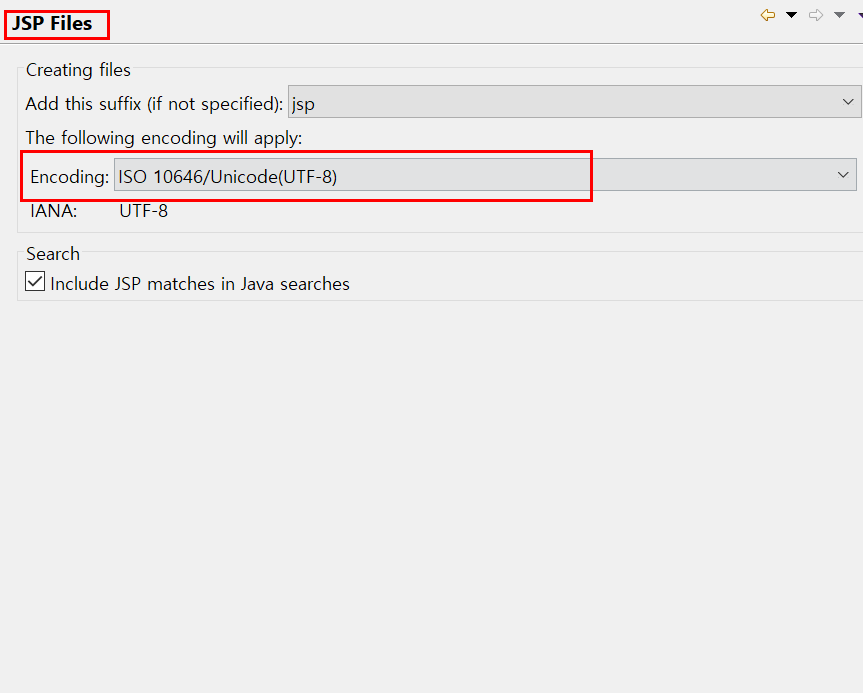 JSP Files
Creating files
Add this suffix (if not specified): jsp
The following encoding will apply:
Encoding: ISO 10646/Unicode(UTF-8)
IANA: UTF-8
Search
Include JSP matches in Java searches